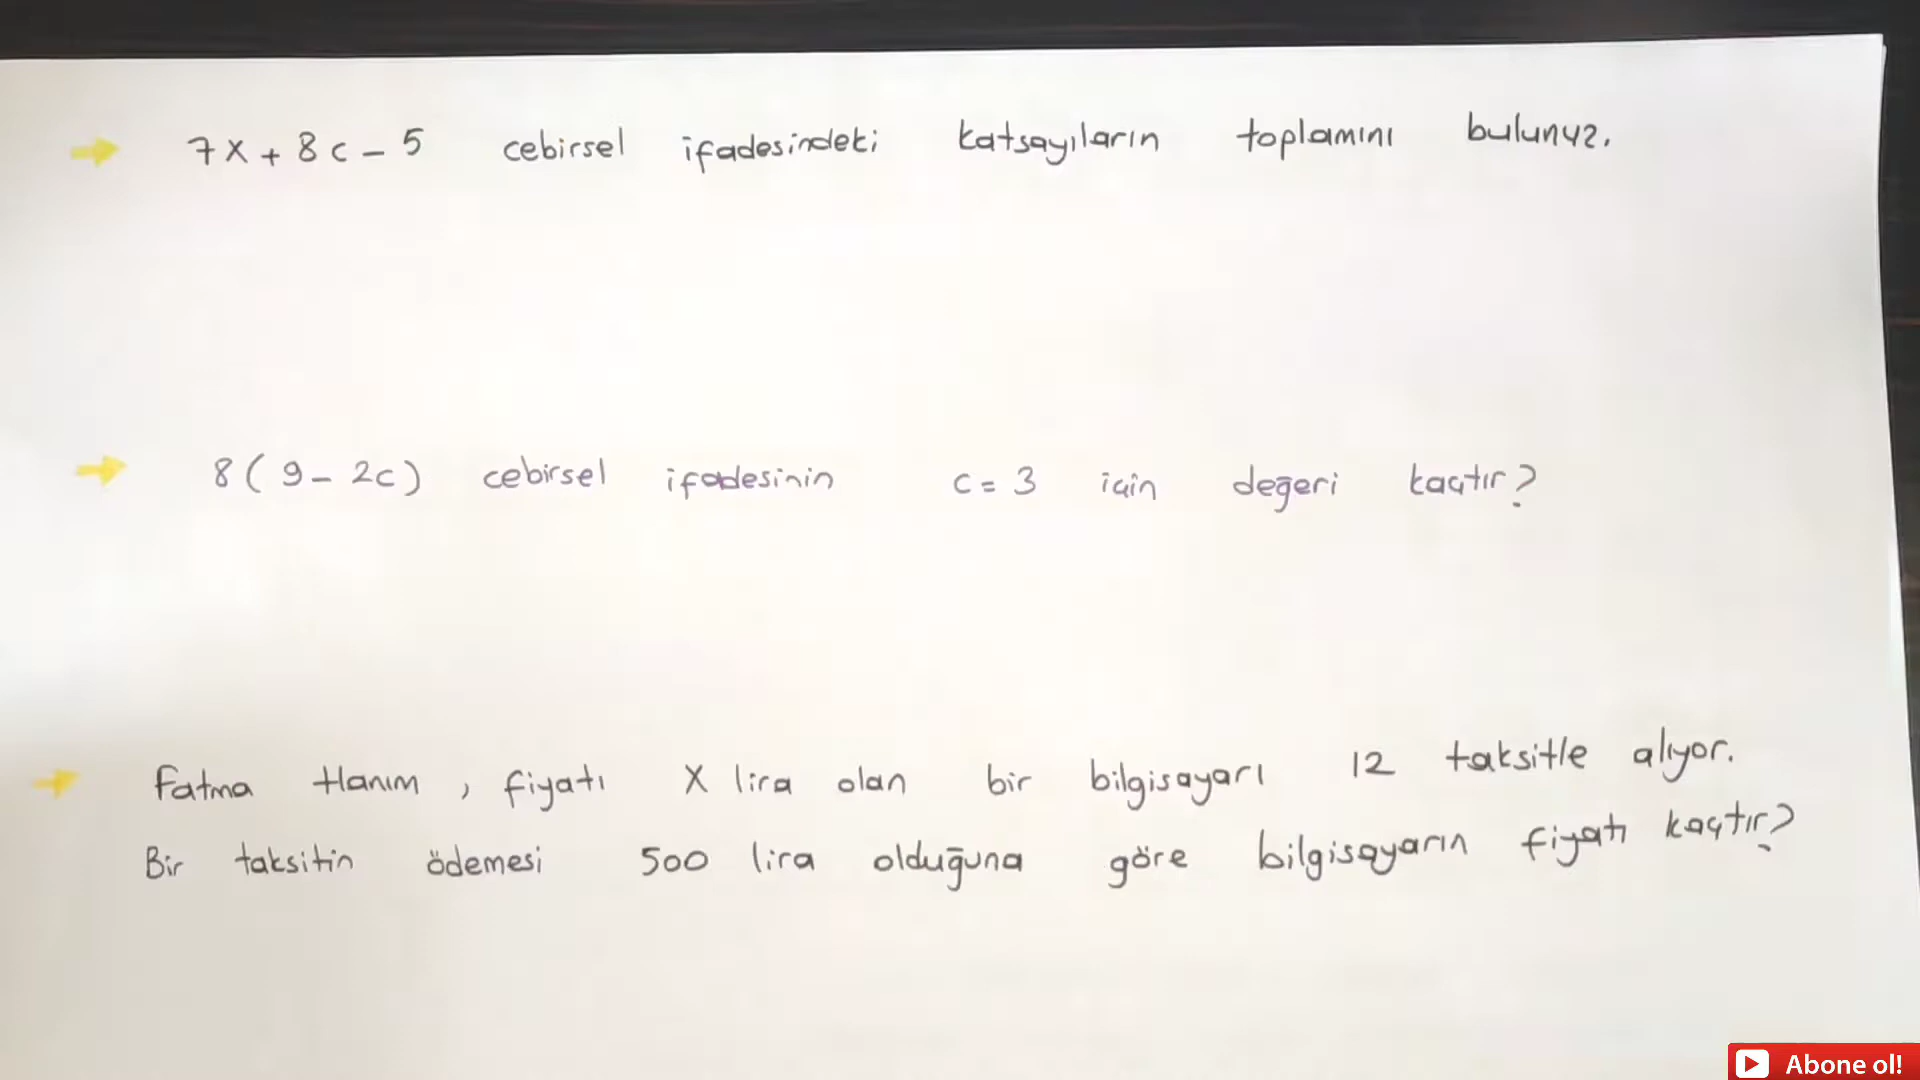 7x + 8c - 5 cebirsel ifadesindeki katsayıların toplamını bulunuz.
8 ( 9 - 2c ) cebirsel ifadesinin c = 3 için değeri kaçtır?
Fatma Hanım, fiyatı X lira olan bir bilgisayarı 12 taksitle alıyor.
Bir taksitin ödemesi 500 lira olduğuna göre bilgisayarın fiyatı kaçtır?
Abone ol!